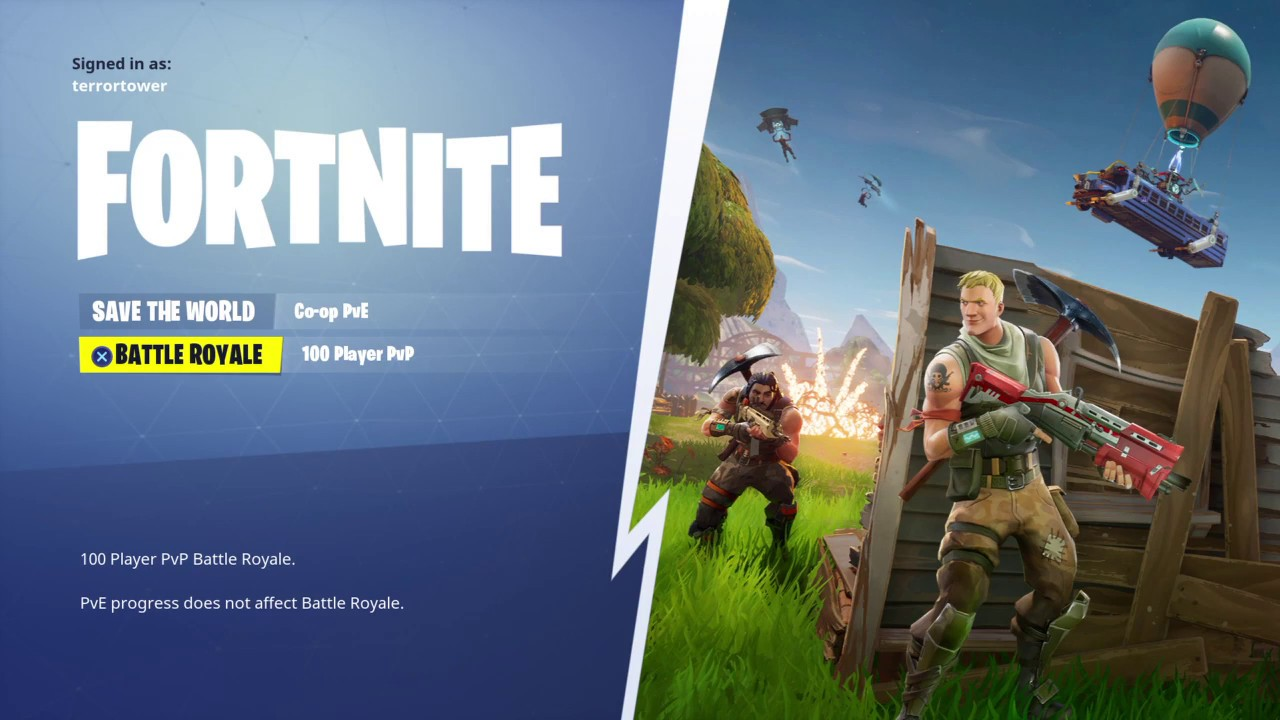 Signed in as:
terrortower
FORTNITE
SAVE THE WORLD Co-op PvE
BATTLE ROYALE 100 Player PvP
100 Player PvP Battle Royale.
PvE progress does not affect Battle Royale.